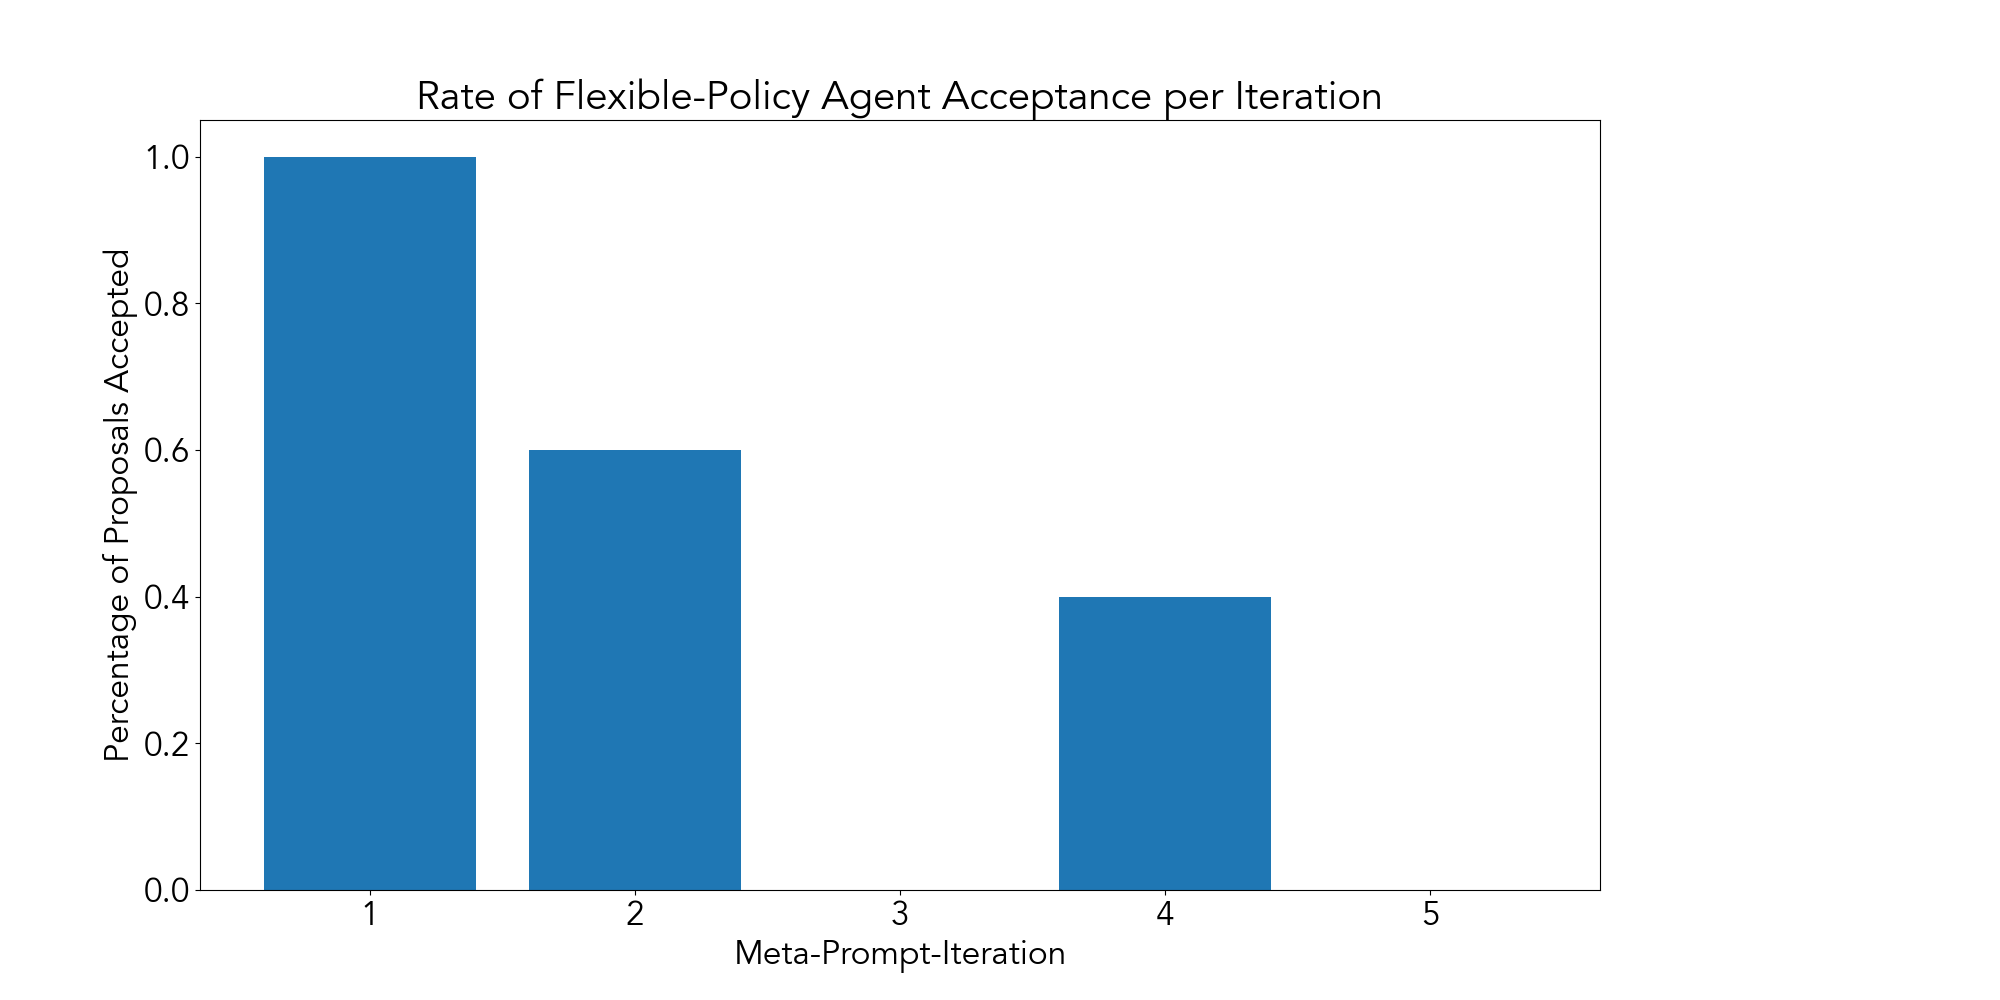 Rate of Flexible-Policy Agent Acceptance per Iteration
Percentage of Proposals Accepted
1.0
0.8
0.6
0.4
0.2
0.0
1 2 3 4 5
Meta-Prompt-Iteration